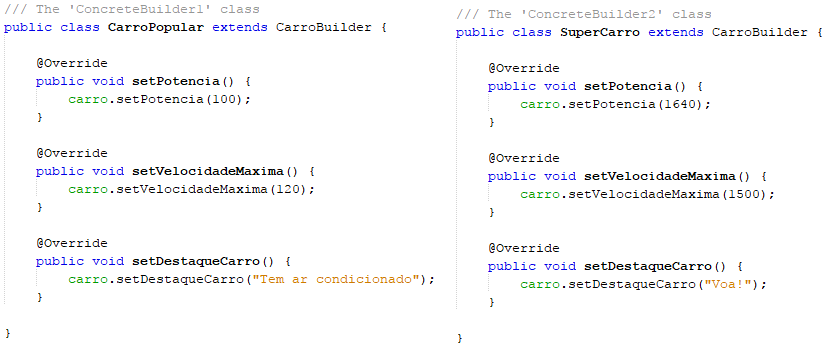 /// The 'ConcreteBuilder1' class
public class CarroPopular extends CarroBuilder {
@Override
public void setPotencia() {
carro.setPotencia(100);
}
@Override
public void setVelocidadeMaxima() {
carro.setVelocidadeMaxima(120);
}
@Override
public void setDestaqueCarro() {
carro.setDestaqueCarro("Tem ar condicionado");
}
}
/// The 'ConcreteBuilder2' class
public class SuperCarro extends CarroBuilder {
@Override
public void setPotencia() {
carro.setPotencia(1640);
}
@Override
public void setVelocidadeMaxima() {
carro.setVelocidadeMaxima(1500);
}
@Override
public void setDestaqueCarro() {
carro.setDestaqueCarro("Voa!");
}
}